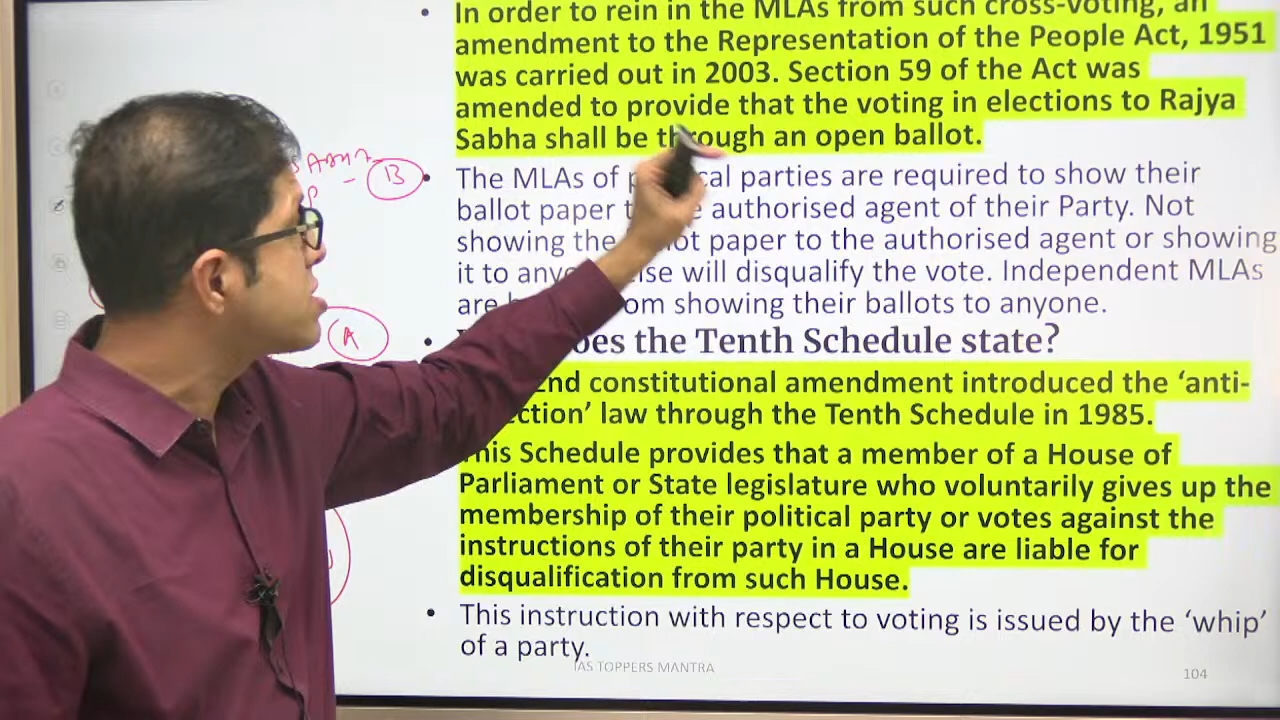 In order to rein in the MLAs from such cross-voting, an
amendment to the Representation of the People Act, 1951
was carried out in 2003. Section 59 of the Act was
amended to provide that the voting in elections to Rajya
Sabha shall be through an open ballot.
B
The MLAs of cal parties are required to show their
ballot paper authorised agent of their Party. Not
showing the ot paper to the authorised agent or showing
it to any se will disqualify the vote. Independent MLAs
are om showing their ballots to anyone.
A
oes the Tenth Schedule state?
nd constitutional amendment introduced the ‘anti-
ction’ law through the Tenth Schedule in 1985.
This Schedule provides that a member of a House of
Parliament or State legislature who voluntarily gives up the
membership of their political party or votes against the
instructions of their party in a House are liable for
disqualification from such House.
This instruction with respect to voting is issued by the ‘whip’
of a party.
IAS TOPPERS MANTRA
104